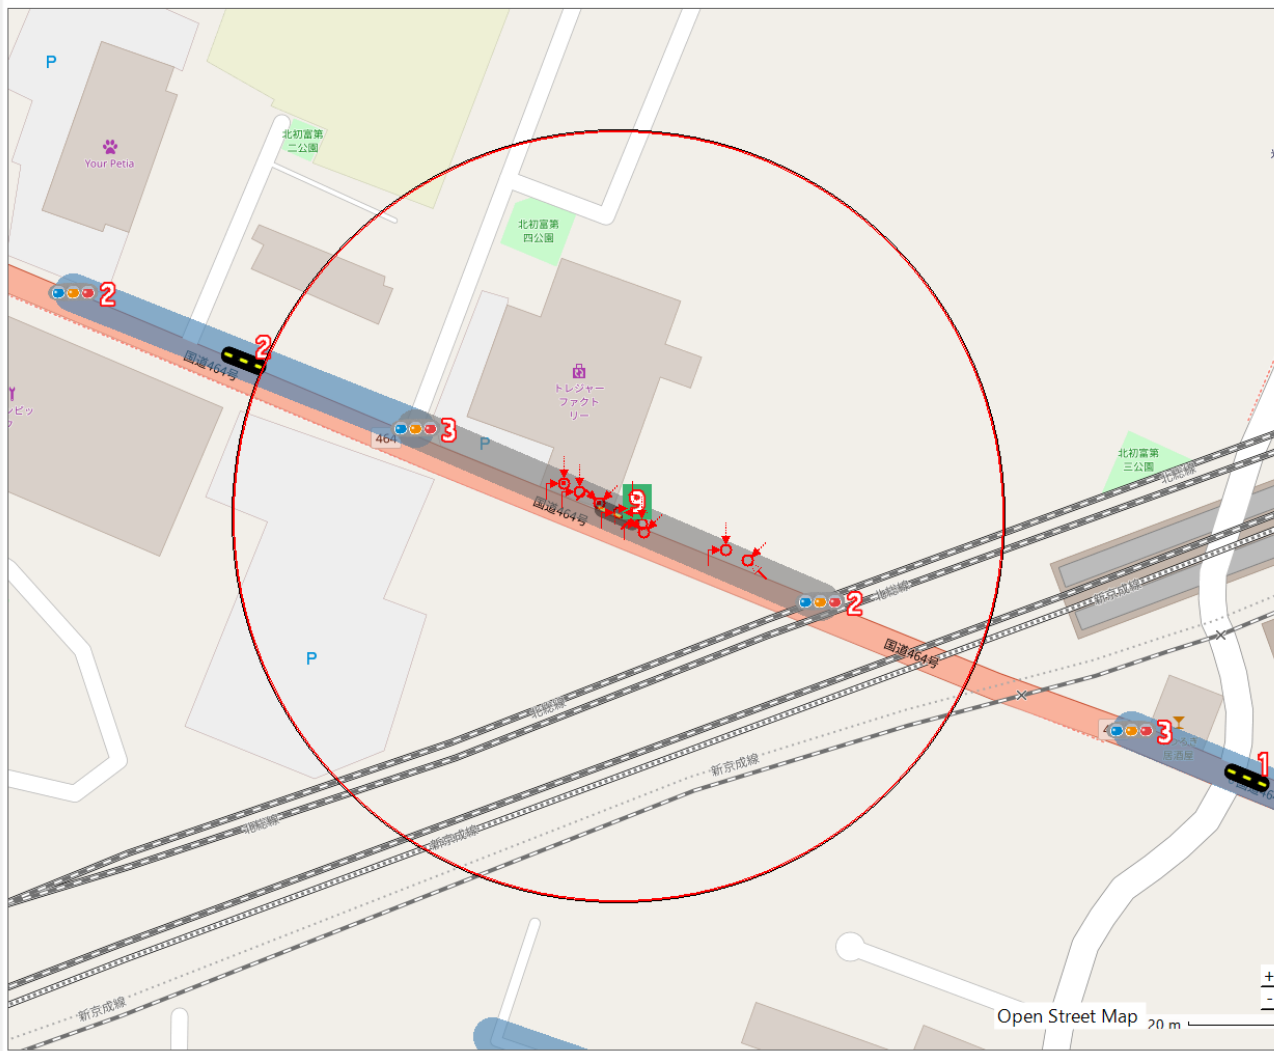 P
Your Petia
北初富第
二公園
北初富第
四公園
2
2
国道464号
トレジャー
ファクト
リー
3
464
P
9
国道464号
北初富第
三公園
北総線
新京成線
北総線
2
国道464号
P
北総線
新京成線
3
居酒屋
1
北総線
新京成線
新京成線
Open Street Map
20 m
+
-